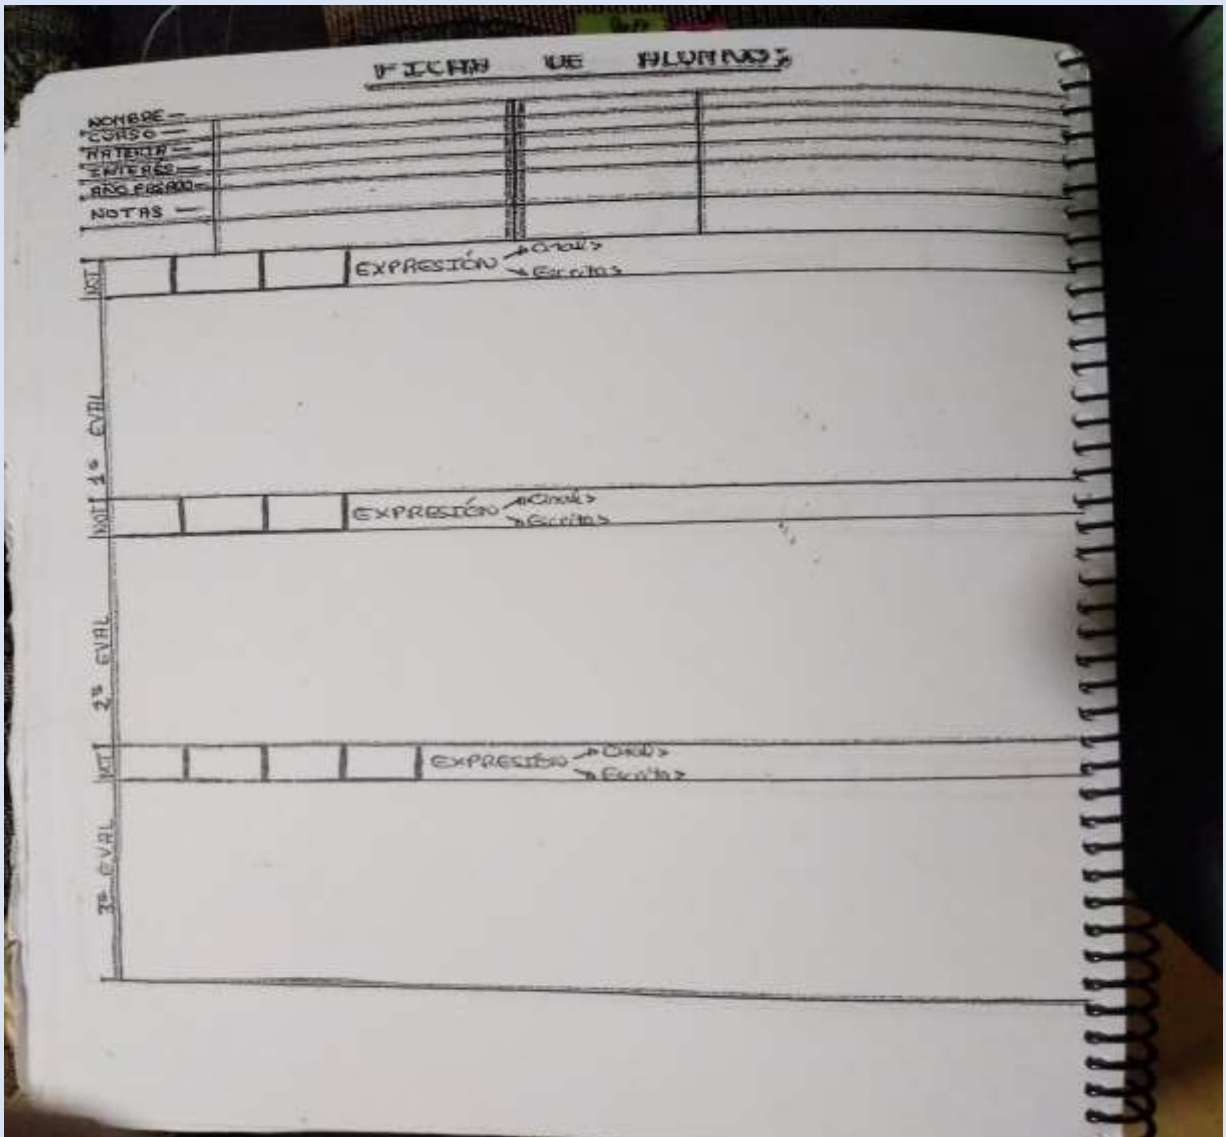 FICHA DE ALUMNOS
NOMBRE —
CURSO —
MATERIA —
INTERÉS —
AÑO PASADO —
NOTAS —
NOT EXPRESIÓN Orales
Escritas
1ª EVAL
NOT EXPRESIÓN Orales
Escritas
2ª EVAL
NOT EXPRESIÓN Orales
Escritas
3ª EVAL